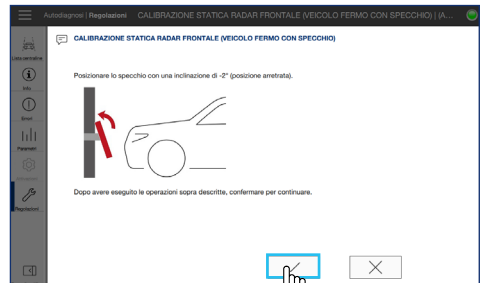 Autodiagnosi | Regolazioni CALIBRAZIONE STATICA RADAR FRONTALE (VEICOLO FERMO CON SPECCHIO) | (A...
CALIBRAZIONE STATICA RADAR FRONTALE (VEICOLO FERMO CON SPECCHIO)
Info
Errori
Parametri
Regolazioni
Posizionare lo specchio con una inclinazione di -2° (posizione arretrata).
Dopo avere eseguito le operazioni sopra descritte, confermare per continuare.